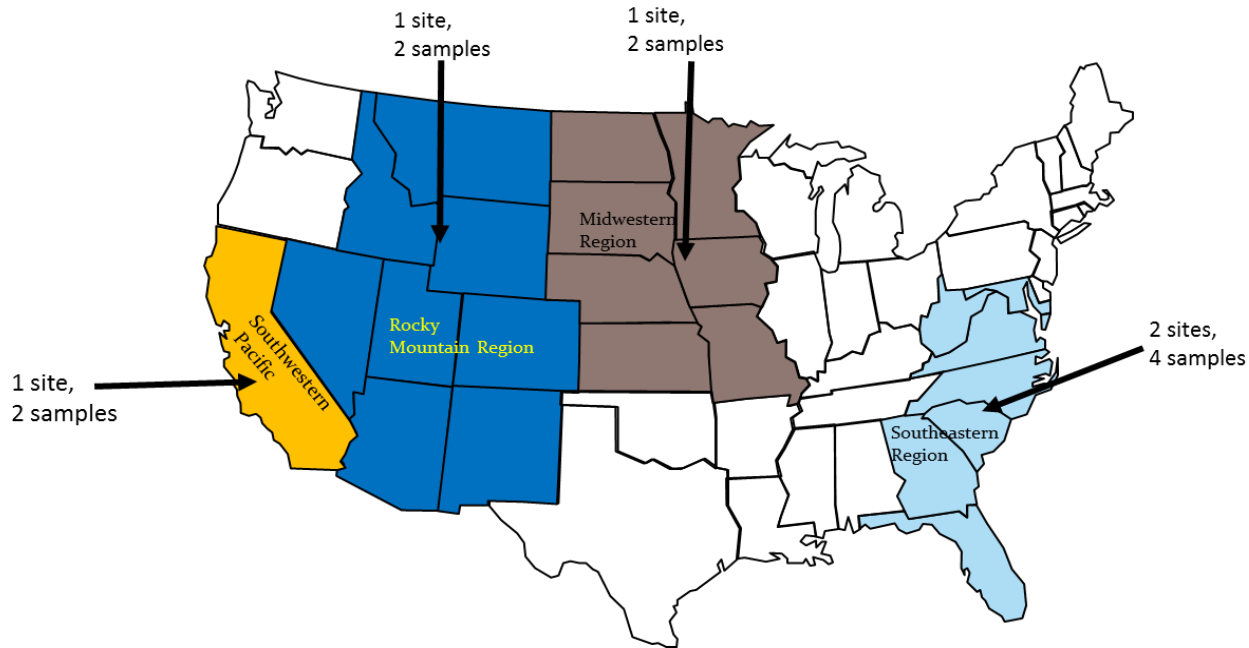 1 site,
2 samples
1 site,
2 samples
Midwestern
Region
Rocky
Mountain Region
Southwestern
Pacific
1 site,
2 samples
2 sites,
4 samples
Southeastern
Region